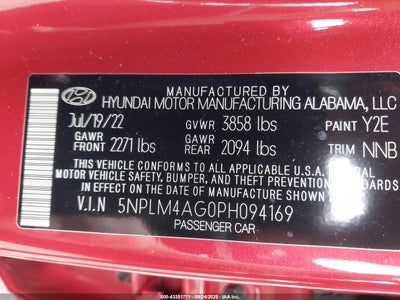 MANUFACTURED BY
HYUNDAI MOTOR MANUFACTURING ALABAMA, LLC
Jul/19/22 GVWR 3858 lbs PAINT Y2E
GAWR FRONT 2271 lbs GAWR REAR 2094 lbs TRIM NNB
THIS VEHICLE CONFORMS TO ALL APPLICABLE U.S.A. FEDERAL
MOTOR VEHICLE SAFETY, BUMPER, AND THEFT PREVENTION
STANDARDS IN EFFECT ON THE DATE OF MANUFACTURE SHOWN
V.I.N 5NPLM4AG0PH094169
PASSENGER CAR